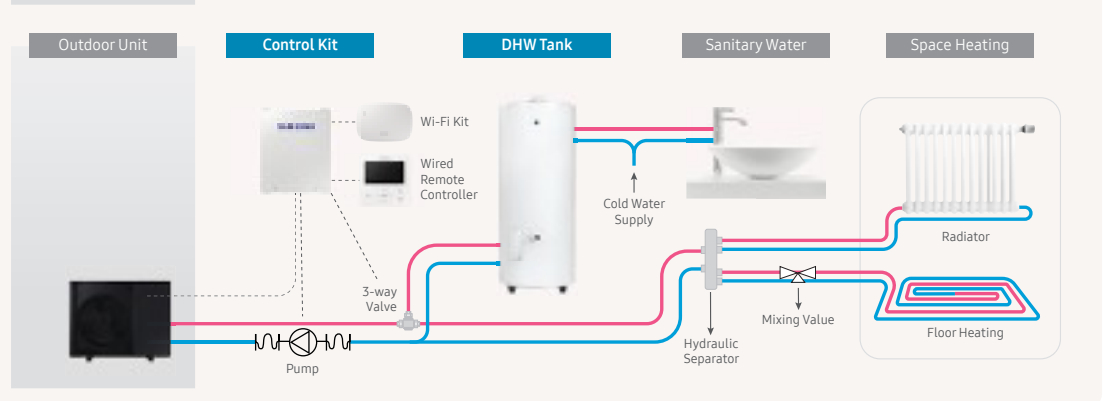 Outdoor Unit
Control Kit
DHW Tank
Sanitary Water
Space Heating
Wi-Fi Kit
Wired
Remote
Controller
Cold Water
Supply
Radiator
3-way
Valve
Mixing Value
Floor Heating
Hydraulic
Separator
Pump